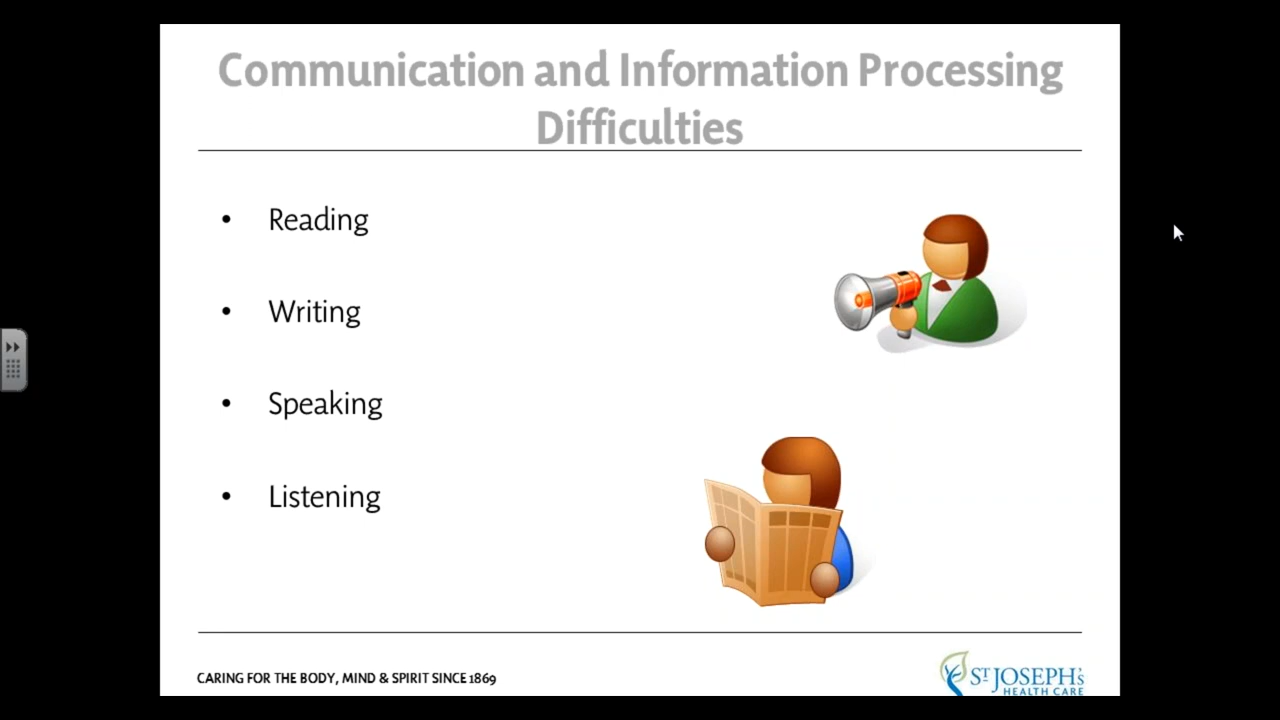 Communication and Information Processing
Difficulties
• Reading
• Writing
• Speaking
• Listening
CARING FOR THE BODY, MIND & SPIRIT SINCE 1869
ST JOSEPH's
HEALTH CARE